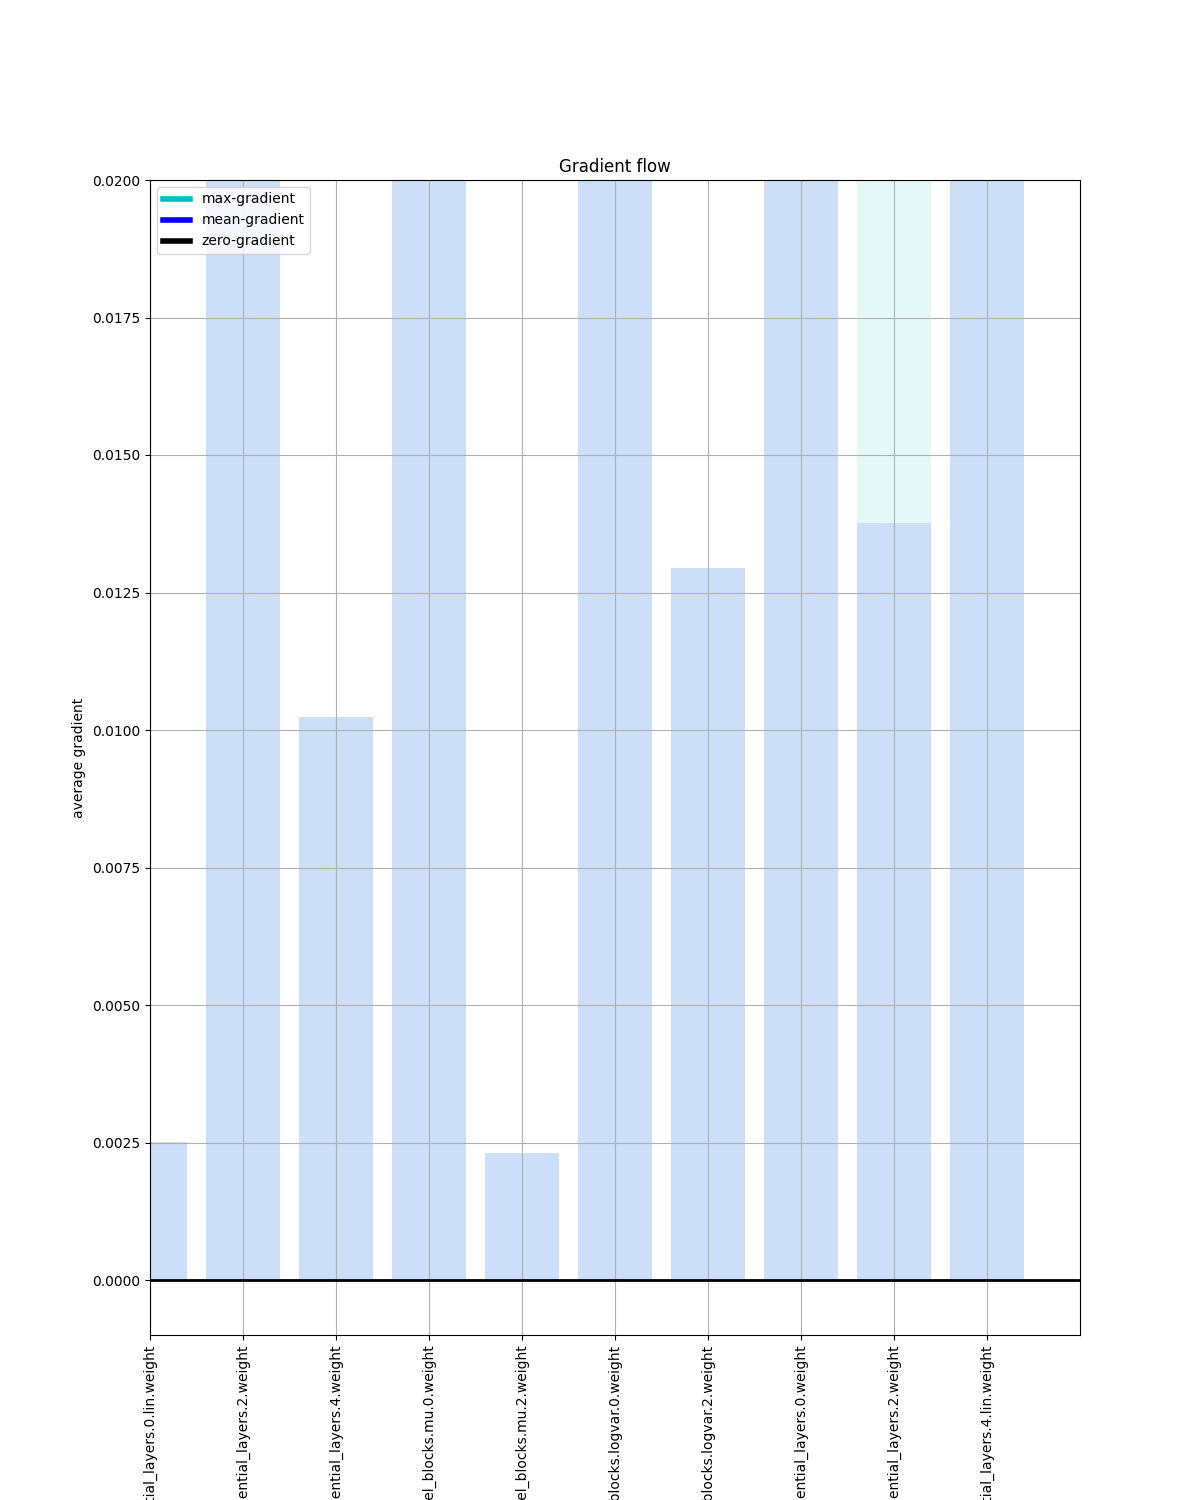 Gradient flow
max-gradient
mean-gradient
zero-gradient
0.0200
0.0175
0.0150
0.0125
0.0100
0.0075
0.0050
0.0025
0.0000
average gradient
tial_layers.0.lin.weight
ential_layers.2.weight
ential_layers.4.weight
el_blocks.mu.0.weight
el_blocks.mu.2.weight
blocks.logvar.0.weight
blocks.logvar.2.weight
ential_layers.0.weight
ential_layers.2.weight
tial_layers.4.lin.weight